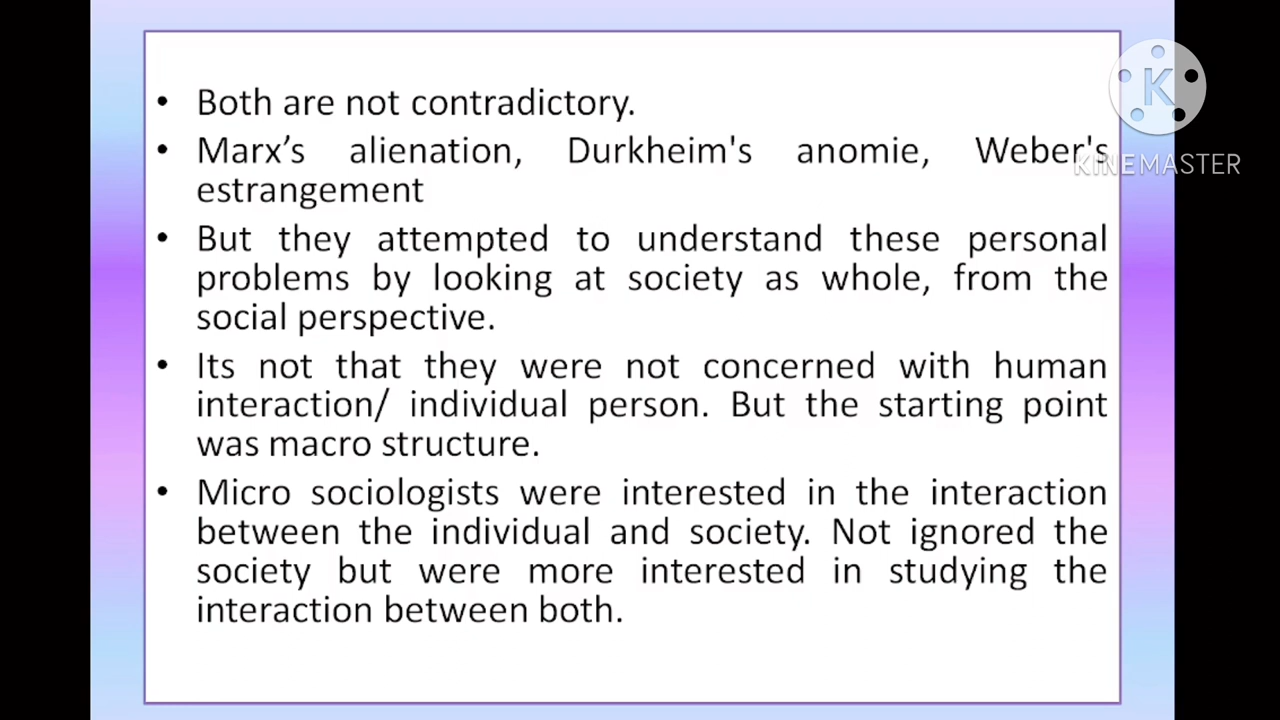 • Both are not contradictory.
• Marx's alienation, Durkheim's anomie, Weber's
estrangement
• But they attempted to understand these personal
problems by looking at society as whole, from the
social perspective.
• Its not that they were not concerned with human
interaction/ individual person. But the starting point
was macro structure.
• Micro sociologists were interested in the interaction
between the individual and society. Not ignored the
society but were more interested in studying the
interaction between both.
K
KINEMASTER